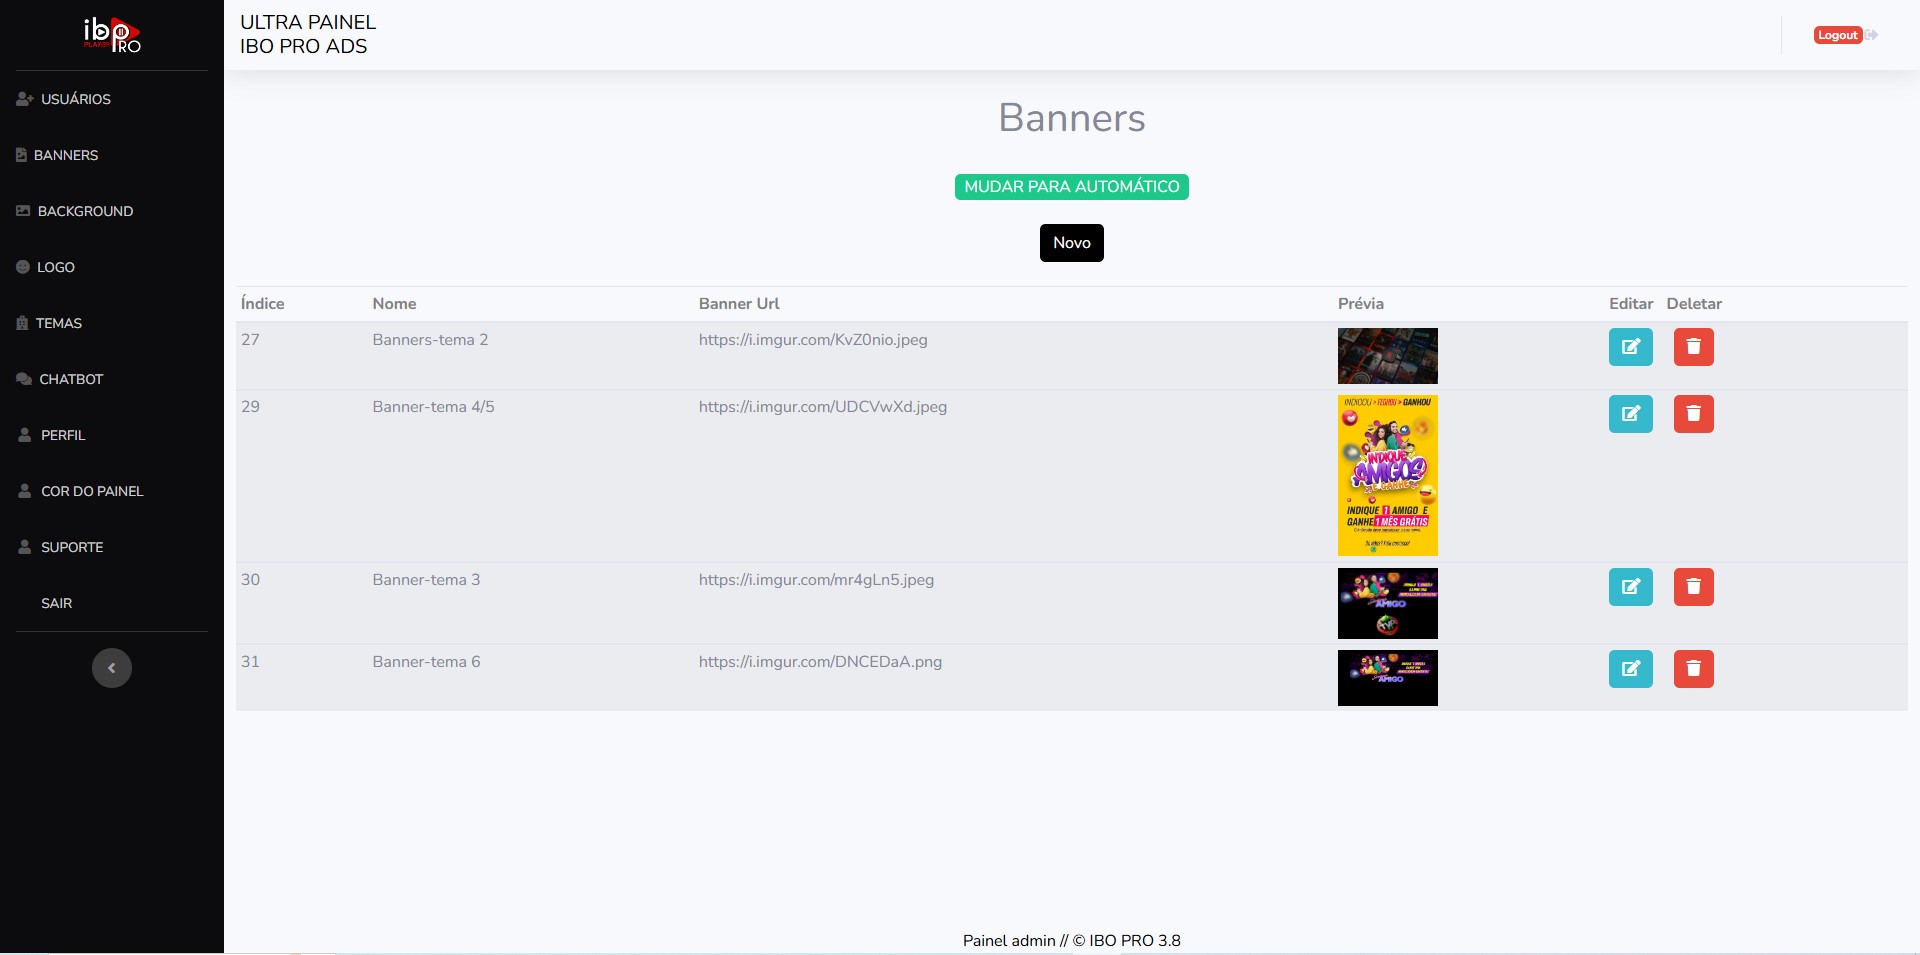 ibp
PLAYER
PRO
ULTRA PAINEL
IBO PRO ADS
Logout
USUÁRIOS
BANNERS
BACKGROUND
LOGO
TEMAS
CHATBOT
PERFIL
COR DO PAINEL
SUPORTE
SAIR
Banners
MUDAR PARA AUTOMÁTICO
Novo
Índice Nome Banner Url Prévia Editar Deletar
27 Banners-tema 2 https://i.imgur.com/KvZ0nio.jpeg
29 Banner-tema 4/5 https://i.imgur.com/UDCVwXd.jpeg
INDICOU > FECHOU > GANHOU
INDIQUE
AMIGOS
E GANHE
INDIQUE 1 AMIGO E
GANHE 1 MÊS GRÁTIS
30 Banner-tema 3 https://i.imgur.com/mr4gLn5.jpeg
AMIGO
31 Banner-tema 6 https://i.imgur.com/DNCEDaA.png
AMIGO
Painel admin // © IBO PRO 3.8